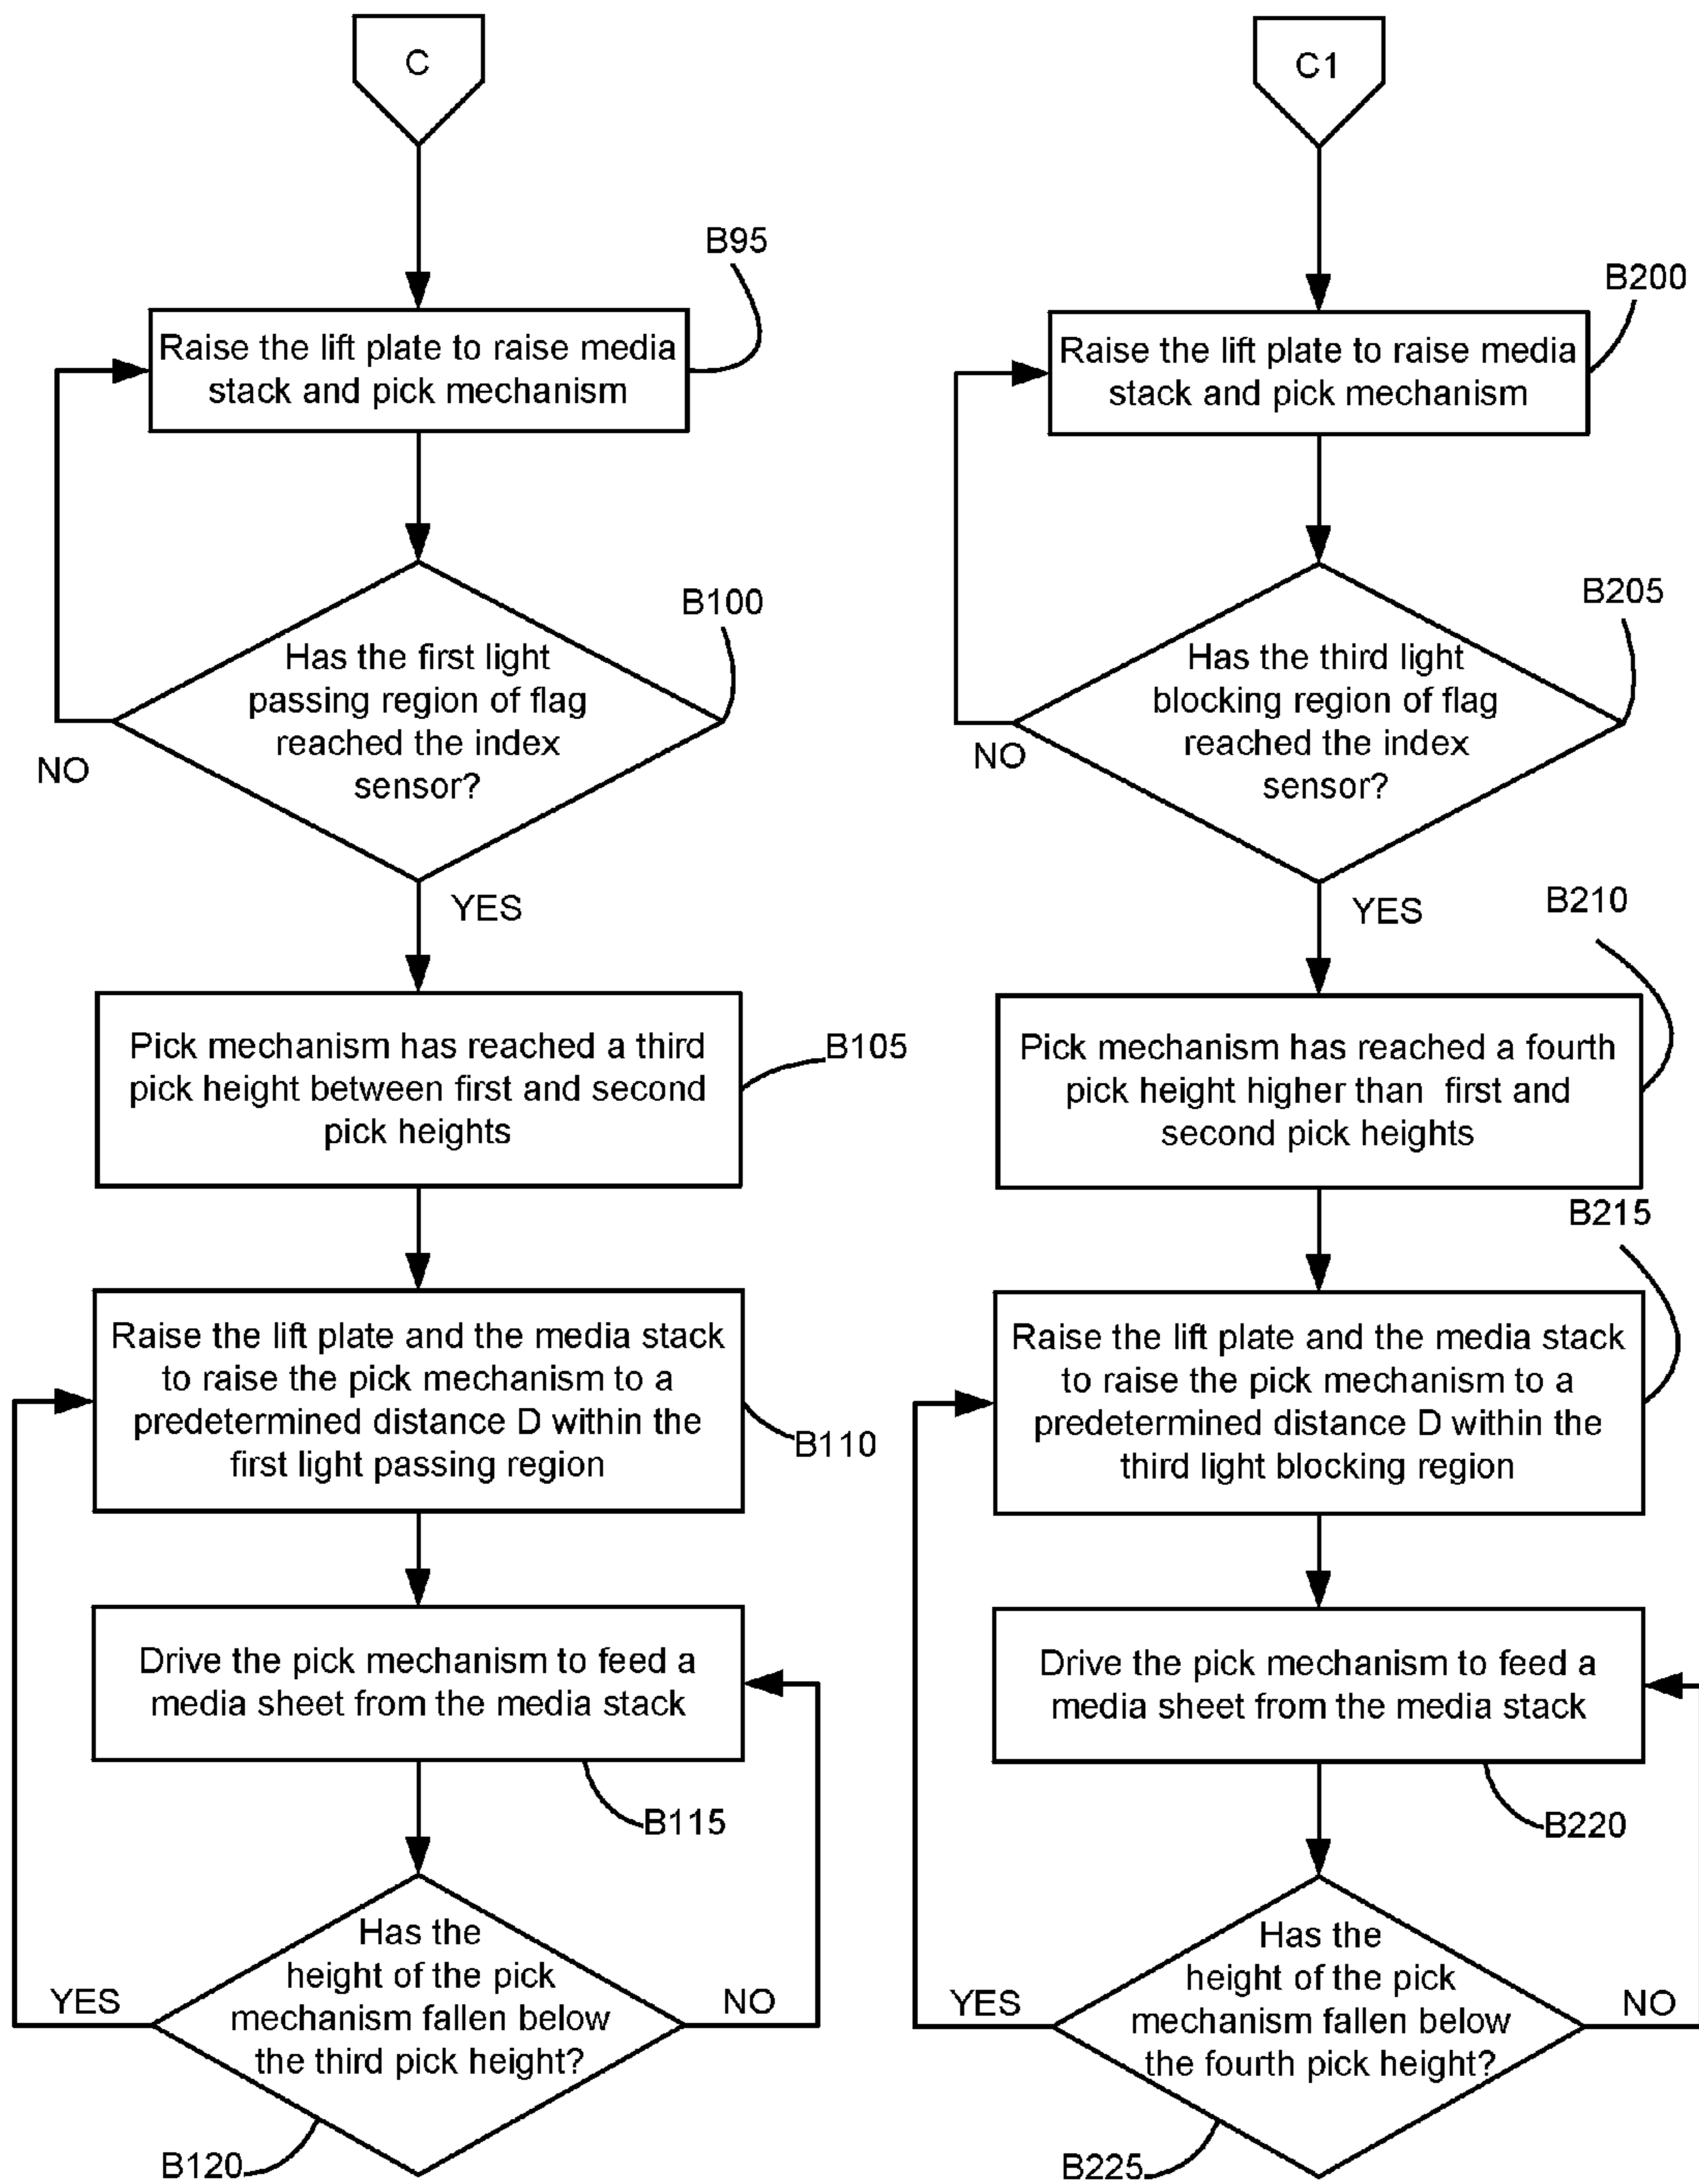 C
B95
Raise the lift plate to raise media
stack and pick mechanism
B100
Has the first light
passing region of flag
reached the index
sensor?
NO
YES
Pick mechanism has reached a third
pick height between first and second
pick heights
B105
Raise the lift plate and the media stack
to raise the pick mechanism to a
predetermined distance D within the
first light passing region
B110
Drive the pick mechanism to feed a
media sheet from the media stack
B115
Has the
height of the pick
mechanism fallen below
the third pick height?
YES
NO
B120
C1
B200
Raise the lift plate to raise media
stack and pick mechanism
B205
Has the third light
blocking region of flag
reached the index
sensor?
NO
YES
B210
Pick mechanism has reached a fourth
pick height higher than first and
second pick heights
B215
Raise the lift plate and the media stack
to raise the pick mechanism to a
predetermined distance D within the
third light blocking region
Drive the pick mechanism to feed a
media sheet from the media stack
B220
Has the
height of the pick
mechanism fallen below
the fourth pick height?
YES
NO
B225